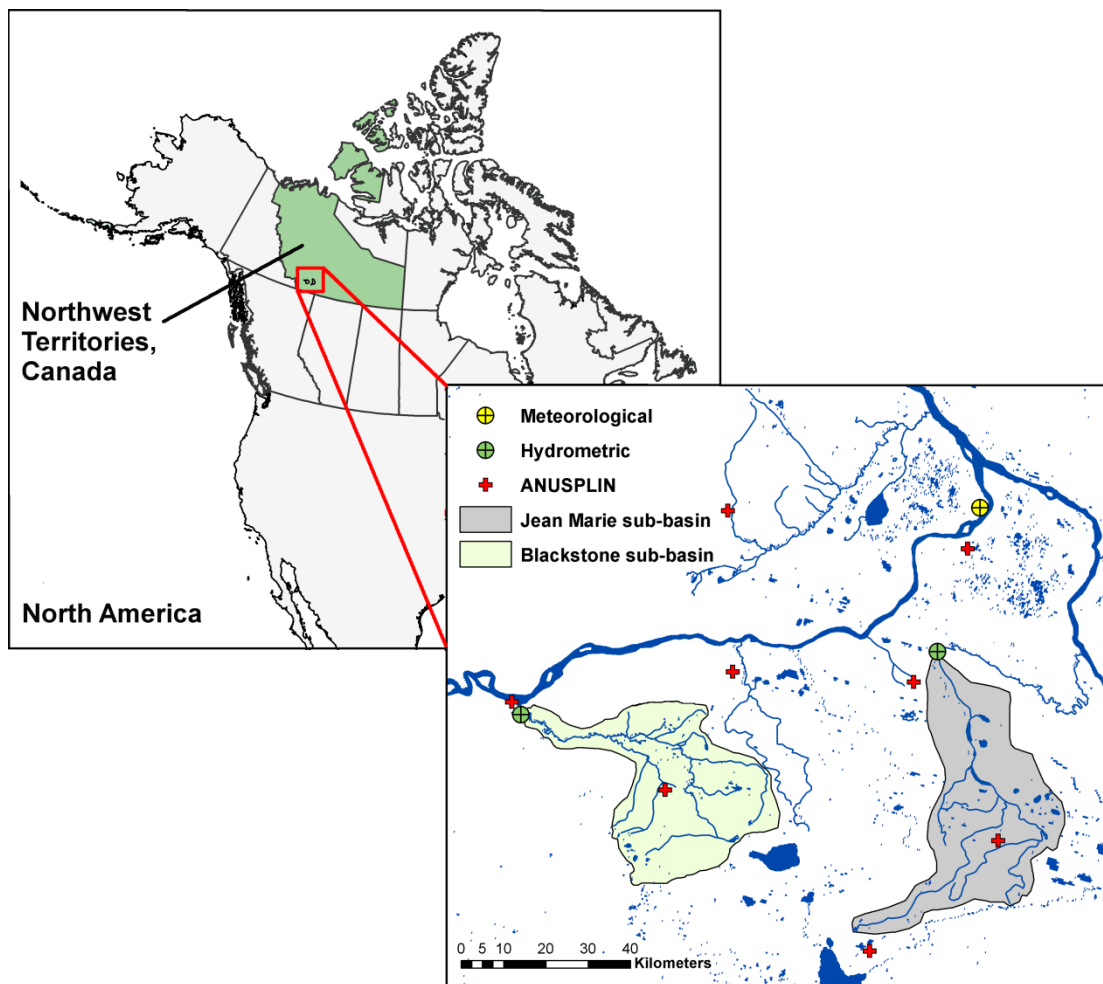 Northwest
Territories,
Canada
North America
Meteorological
Hydrometric
ANUSPLIN
Jean Marie sub-basin
Blackstone sub-basin
0 5 10 20 30 40
Kilometers